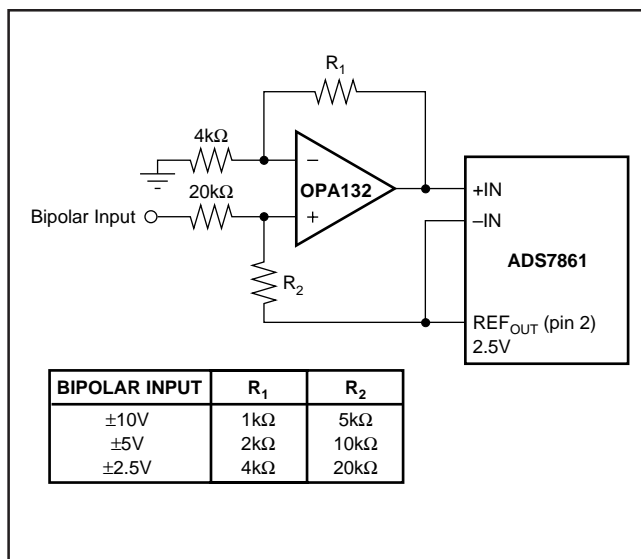 R1
4kΩ
−
OPA132
+
20kΩ
Bipolar Input
R2
+IN
−IN
ADS7861
REFOUT (pin 2)
2.5V
BIPOLAR INPUT R1 R2
±10V 1kΩ 5kΩ
±5V 2kΩ 10kΩ
±2.5V 4kΩ 20kΩ